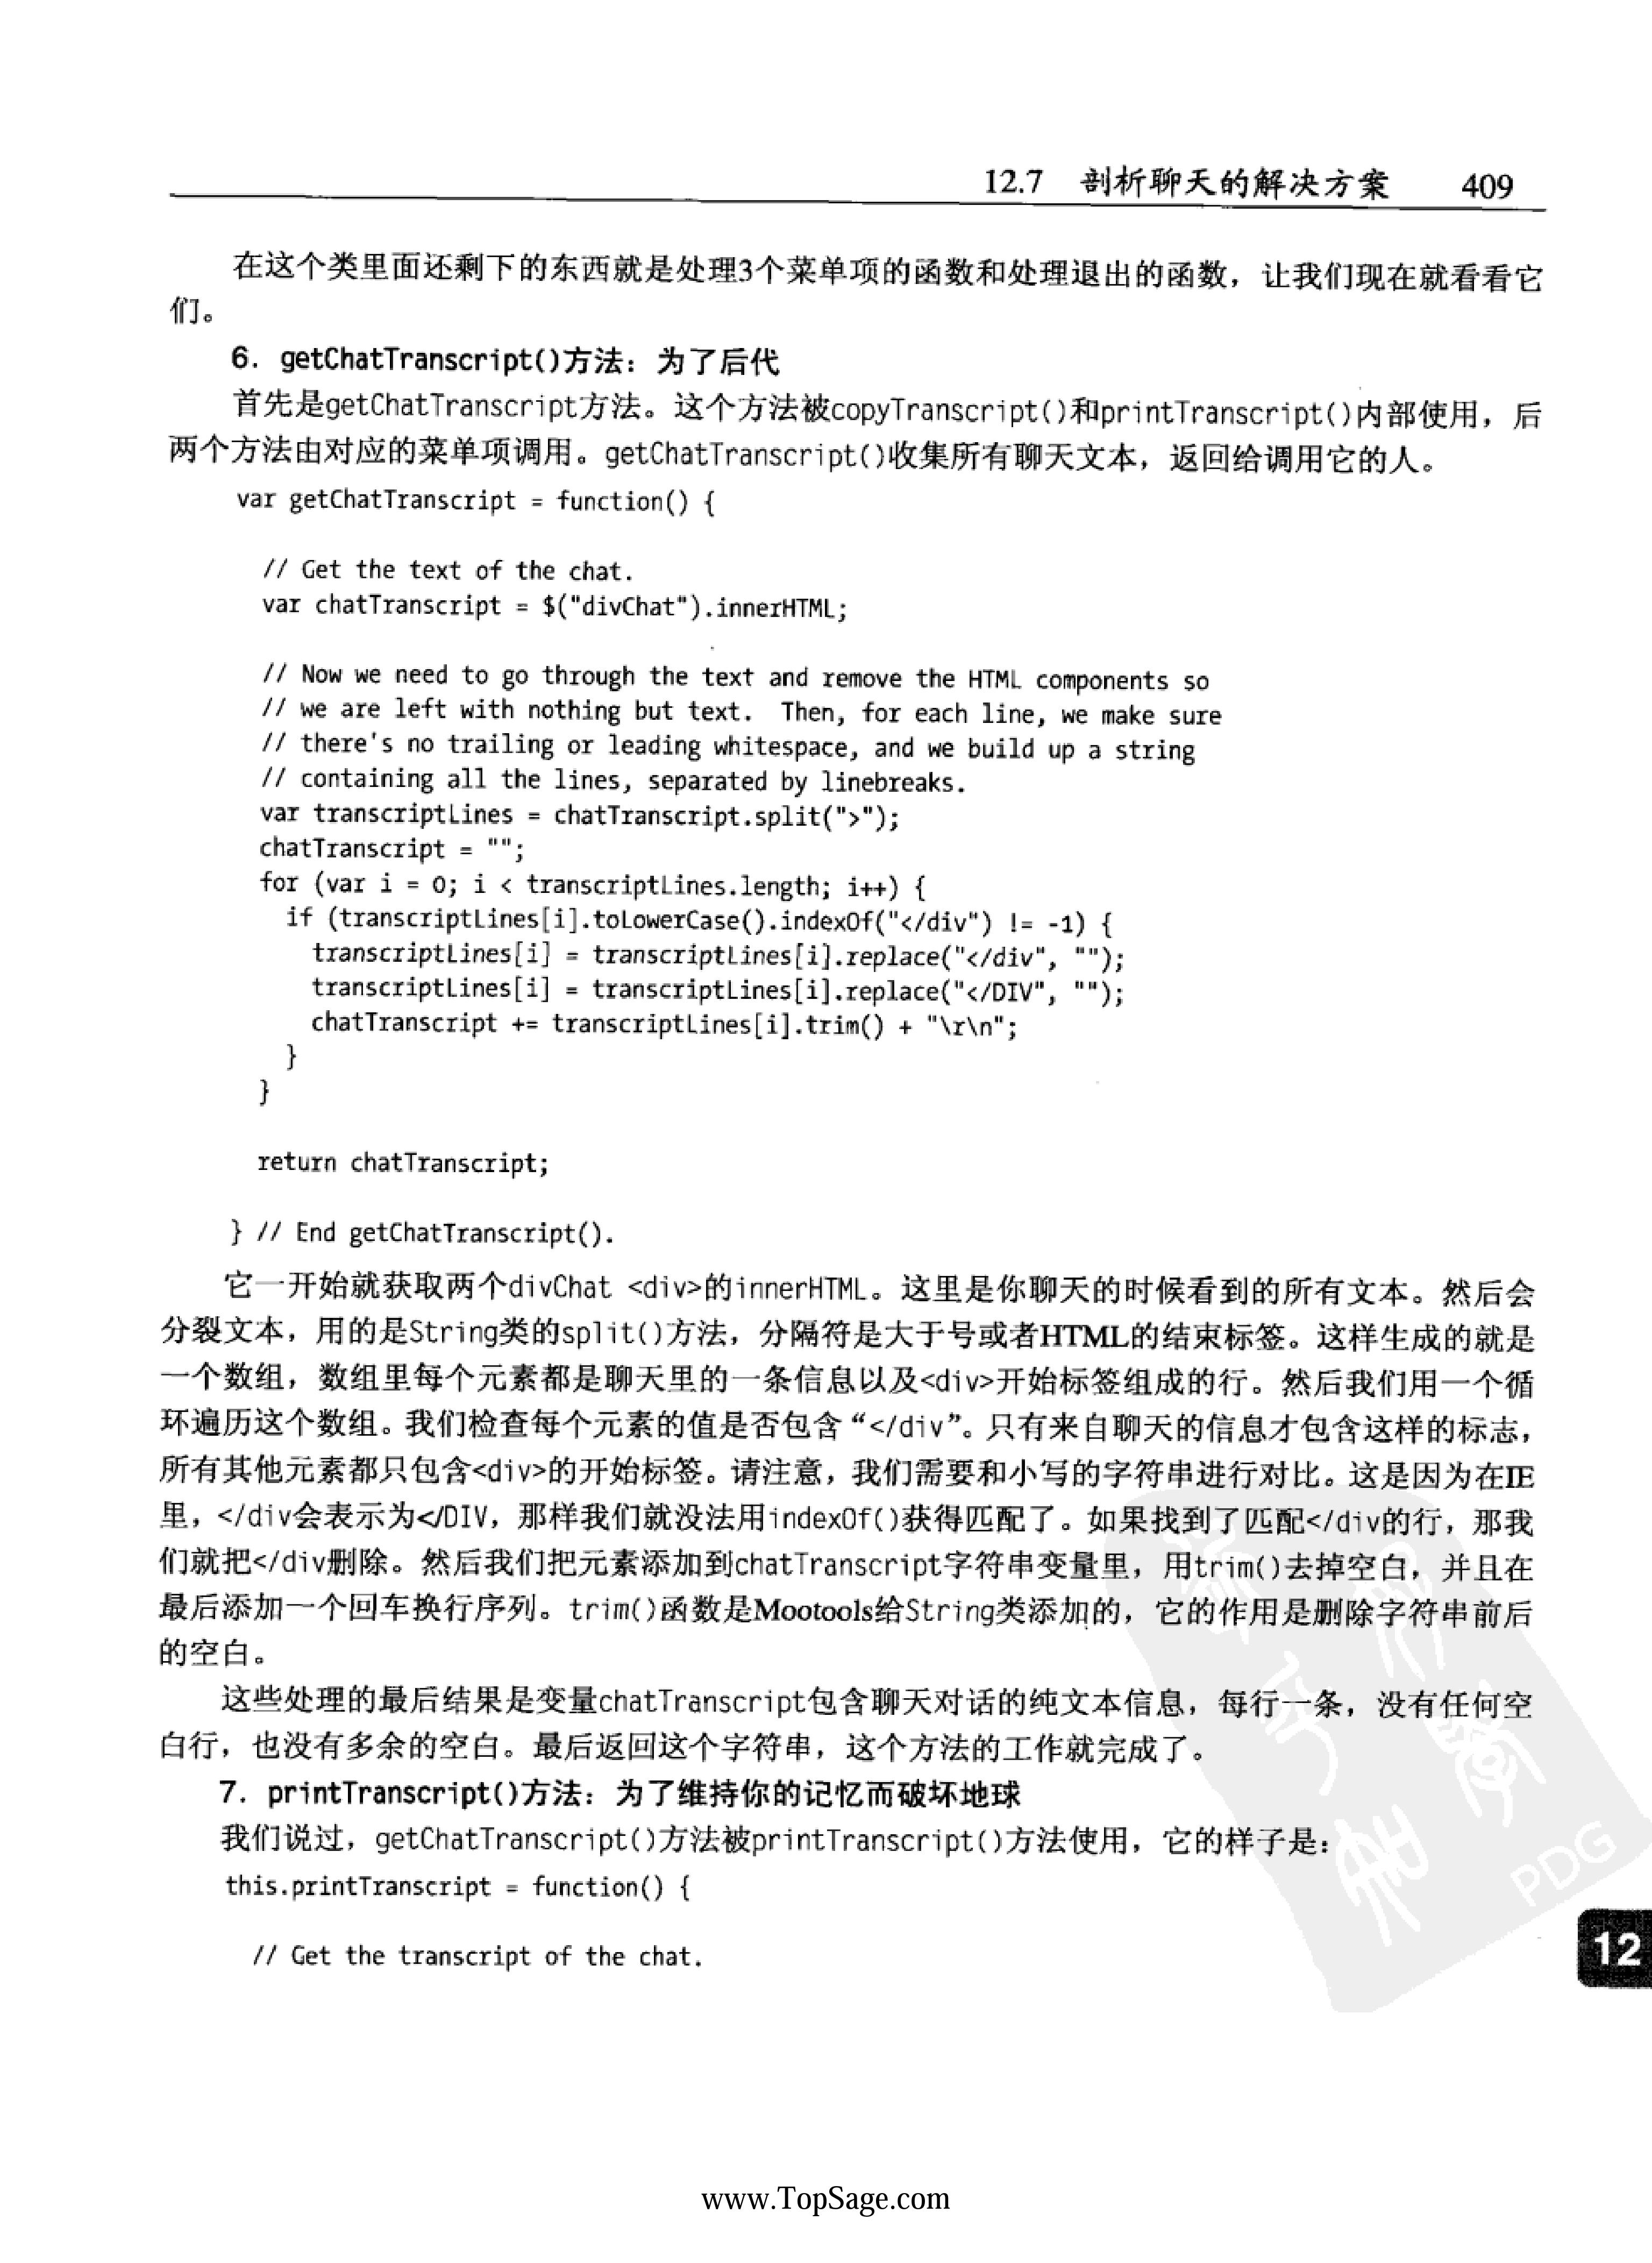 12.7 剖析聊天的解决方案 409
在这个类里面还剩下的东西就是处理3个菜单项的函数和处理退出的函数，让我们现在就看看它
们。
6. getChatTranscript()方法：为了后代
首先是getChatTranscript方法。这个方法被copyTranscript()和printTranscript()内部使用，后
两个方法由对应的菜单项调用。getChatTranscript()收集所有聊天文本，返回给调用它的人。
var getChatTranscript = function() {
// Get the text of the chat.
var chatTranscript = $("divChat").innerHTML;
// Now we need to go through the text and remove the HTML components so
// we are left with nothing but text.  Then, for each line, we make sure
// there's no trailing or leading whitespace, and we build up a string
// containing all the lines, separated by linebreaks.
var transcriptLines = chatTranscript.split(">");
chatTranscript = "";
for (var i = 0; i < transcriptLines.length; i++) {
if (transcriptLines[i].toLowerCase().indexOf("</div") != -1) {
transcriptLines[i] = transcriptLines[i].replace("</div", "");
transcriptLines[i] = transcriptLines[i].replace("</DIV", "");
chatTranscript += transcriptLines[i].trim() + "\r\n";
}
}
return chatTranscript;
} // End getChatTranscript().
它一开始就获取两个divChat <div>的innerHTML。这里是你聊天的时候看到的所有文本。然后会
分裂文本，用的是String类的split()方法，分隔符是大于号或者HTML的结束标签。这样生成的就是
一个数组，数组里每个元素都是聊天里的一条信息以及<div>开始标签组成的行。然后我们用一个循
环遍历这个数组。我们检查每个元素的值是否包含“</div”。只有来自聊天的信息才包含这样的标志，
所有其他元素都只包含<div>的开始标签。请注意，我们需要和小写的字符串进行对比。这是因为在IE
里，</div会表示为</DIV，那样我们就没法用indexOf()获得匹配了。如果找到了匹配</div的行，那我
们就把</div删除。然后我们把元素添加到chatTranscript字符串变量里，用trim()去掉空白，并且在
最后添加一个回车换行序列。trim()函数是Mootools给String类添加的，它的作用是删除字符串前后
的空白。
这些处理的最后结果是变量chatTranscript包含聊天对话的纯文本信息，每行一条，没有任何空
白行，也没有多余的空白。最后返回这个字符串，这个方法的工作就完成了。
7. printTranscript()方法：为了维持你的记忆而破坏地球
我们说过，getChatTranscript()方法被printTranscript()方法使用，它的样子是：
this.printTranscript = function() {
// Get the transcript of the chat.
PDG
12
www.TopSage.com